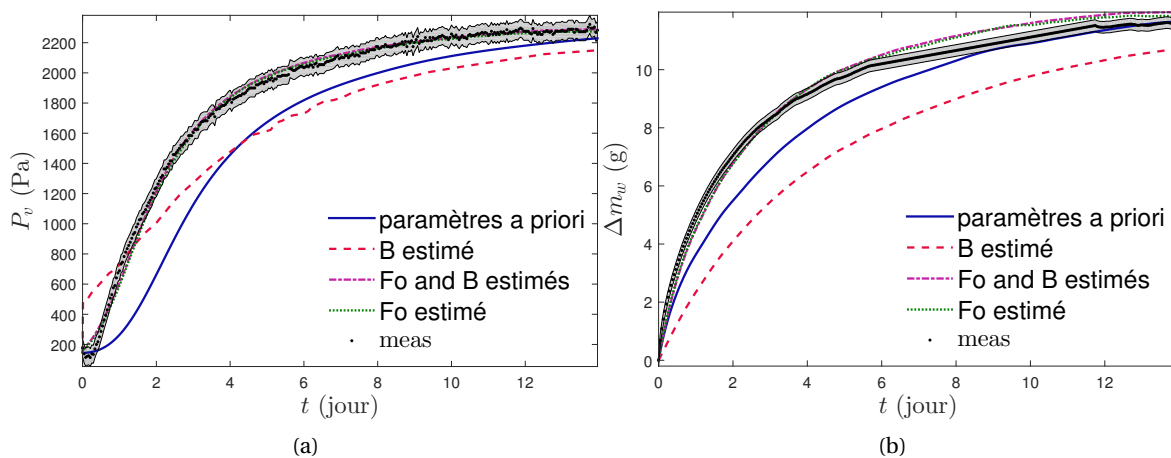 2200
2000
1800
1600
1400
1200
1000
800
600
400
200
P_v (Pa)
paramètres a priori
B estimé
Fo and B estimés
Fo estimé
meas
0 2 4 6 8 10 12
t (jour)
(a)
12
10
8
6
4
2
0
Δm_w (g)
paramètres a priori
B estimé
Fo and B estimés
Fo estimé
meas
0 2 4 6 8 10 12
t (jour)
(b)